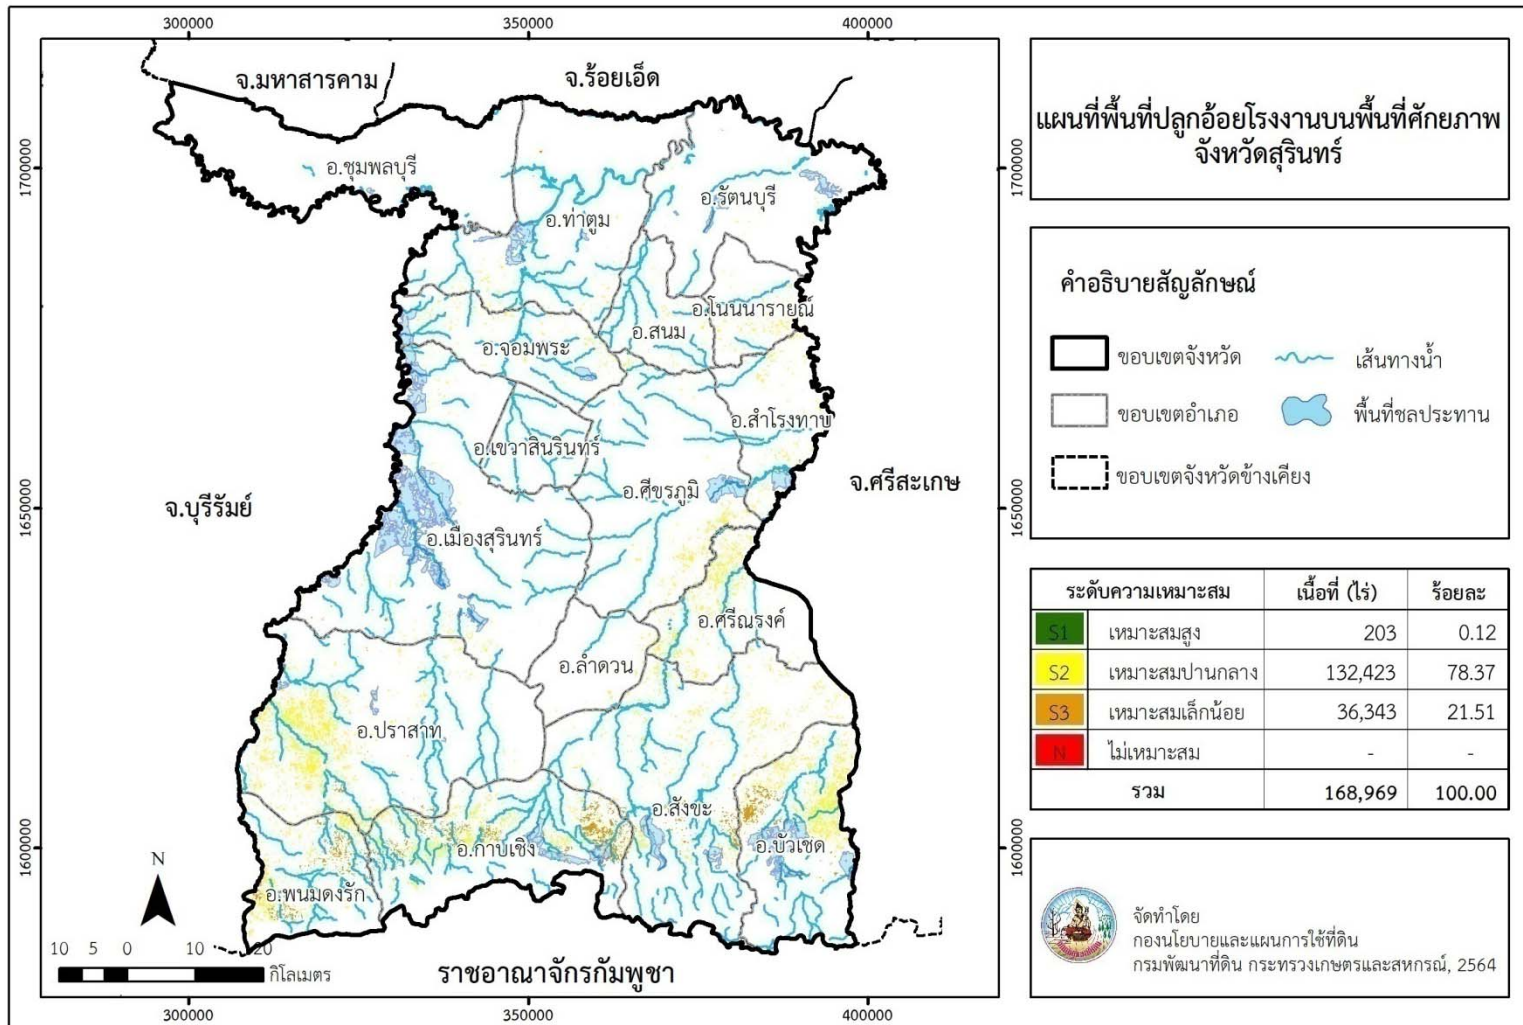 300000
350000
400000
จ.มหาสารคาม
จ.ร้อยเอ็ด
1700000
1700000
อ.ชุมพลบุรี
อ.รัตนบุรี
อ.ท่าตูม
อ.โนนนารายณ์
อ.สนม
อ.จอมพระ
อ.สำโรงทาบ
อ.เขวาสินรินทร์
อ.ศีขรภูมิ
จ.ศรีสะเกษ
จ.บุรีรัมย์
1650000
1650000
อ.เมืองสุรินทร์
อ.ศรีณรงค์
อ.ลำดวน
อ.ปราสาท
อ.สังขะ
อ.กาบเชิง
อ.บัวเชด
1600000
1600000
อ.พนมดงรัก
N
10 5 0 10 20
กิโลเมตร
ราชอาณาจักรกัมพูชา
300000
350000
400000
แผนที่พื้นที่ปลูกอ้อยโรงงานบนพื้นที่ศักยภาพ
จังหวัดสุรินทร์
คำอธิบายสัญลักษณ์
ขอบเขตจังหวัด
เส้นทางน้ำ
ขอบเขตอำเภอ
พื้นที่ชลประทาน
ขอบเขตจังหวัดข้างเคียง
ระดับความเหมาะสม เนื้อที่ (ไร่) ร้อยละ
S1 เหมาะสมสูง 203 0.12
S2 เหมาะสมปานกลาง 132,423 78.37
S3 เหมาะสมเล็กน้อย 36,343 21.51
N ไม่เหมาะสม - -
รวม 168,969 100.00
จัดทำโดย
กองนโยบายและแผนการใช้ที่ดิน
กรมพัฒนาที่ดิน กระทรวงเกษตรและสหกรณ์, 2564